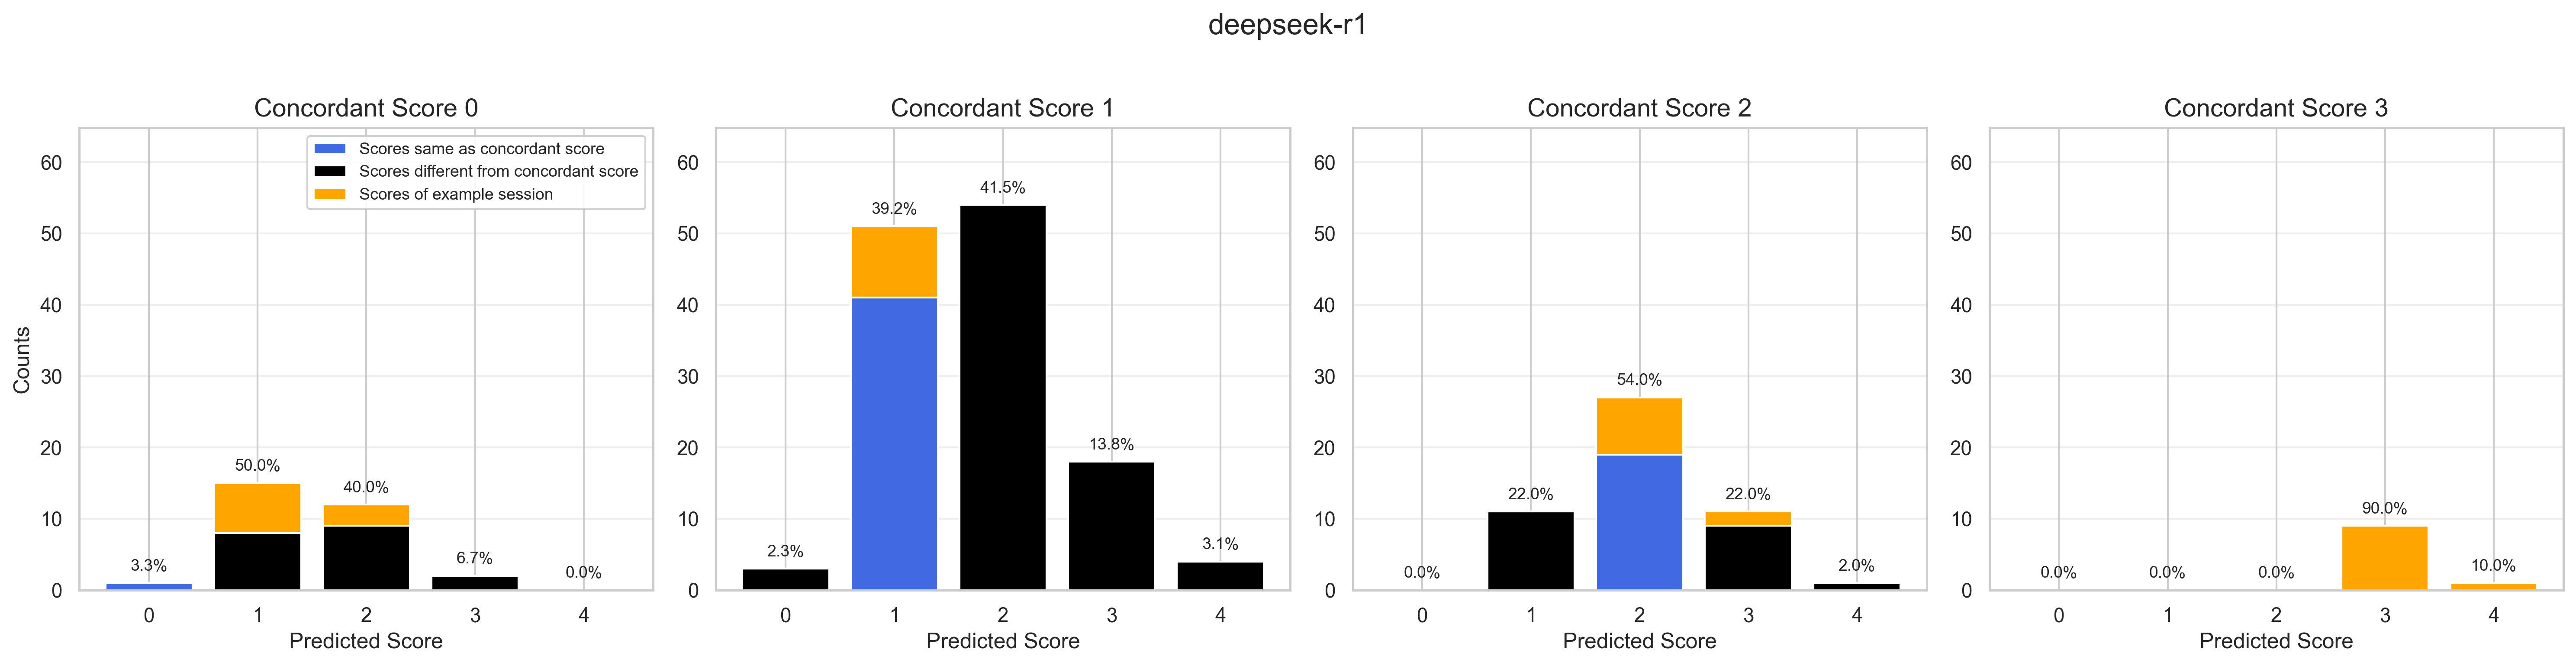 deepseek-r1
Concordant Score 0
Scores same as concordant score
Scores different from concordant score
Scores of example session
Counts
60
50
40
30
20
10
0
3.3%
50.0%
40.0%
6.7%
0.0%
0 1 2 3 4
Predicted Score
Concordant Score 1
60
50
40
30
20
10
0
2.3%
39.2%
41.5%
13.8%
3.1%
0 1 2 3 4
Predicted Score
Concordant Score 2
60
50
40
30
20
10
0
0.0%
22.0%
54.0%
22.0%
2.0%
0 1 2 3 4
Predicted Score
Concordant Score 3
60
50
40
30
20
10
0
0.0%
0.0%
0.0%
90.0%
10.0%
0 1 2 3 4
Predicted Score